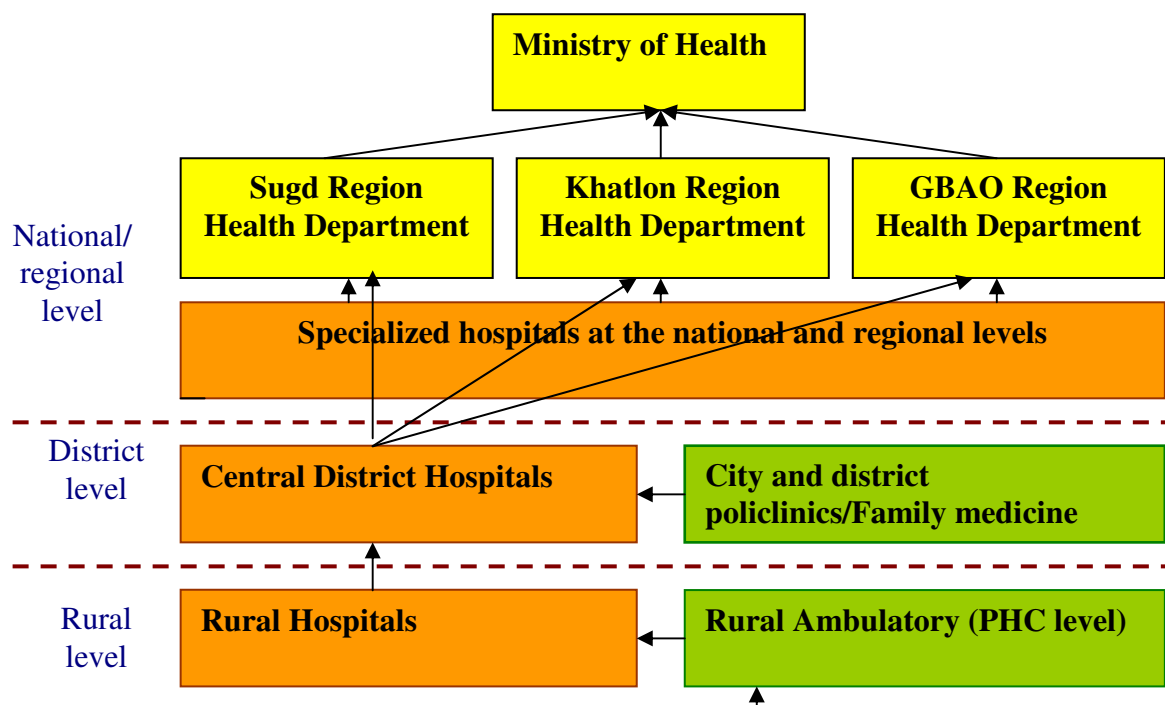 Ministry of Health
Sugd Region
Health Department
Khatlon Region
Health Department
GBAO Region
Health Department
National/
regional
level
Specialized hospitals at the national and regional levels
District
level
Central District Hospitals
City and district
policlinics/Family medicine
Rural
level
Rural Hospitals
Rural Ambulatory (PHC level)